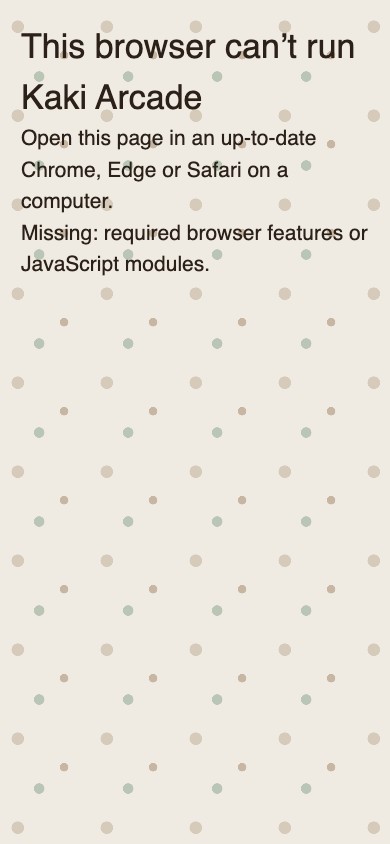 This browser can’t run
Kaki Arcade
Open this page in an up-to-date
Chrome, Edge or Safari on a
computer.
Missing: required browser features or
JavaScript modules.